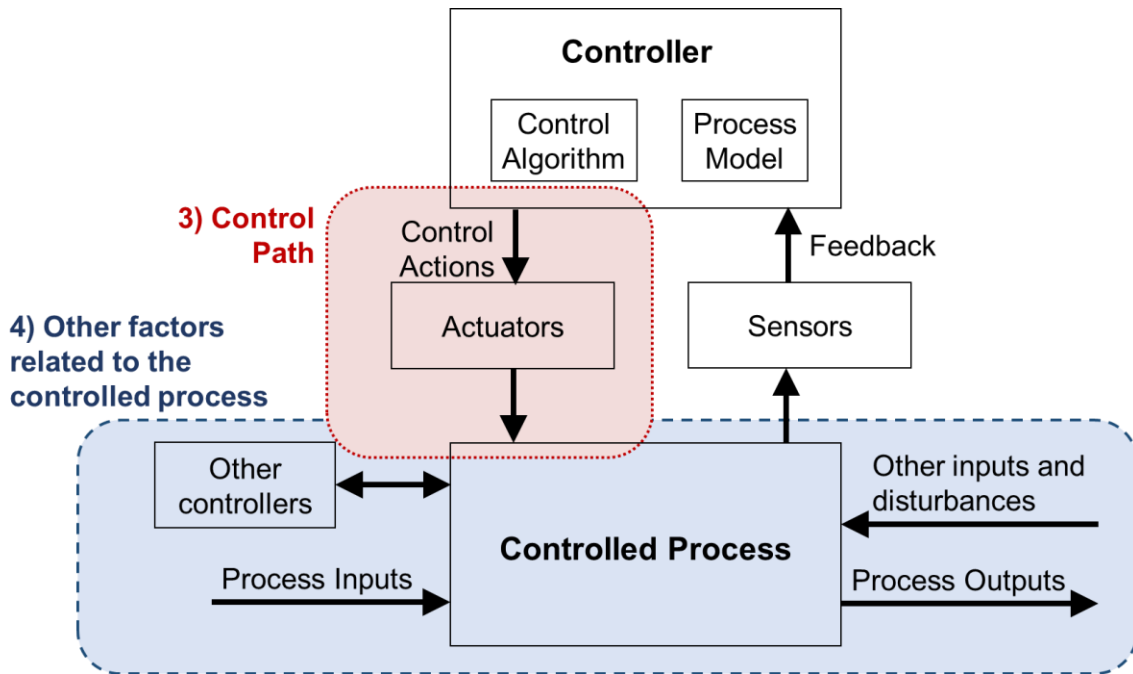 Controller
Control
Algorithm
Process
Model
3) Control
Path
Control
Actions
Feedback
Actuators
Sensors
4) Other factors
related to the
controlled process
Other
controllers
Other inputs and
disturbances
Controlled Process
Process Inputs
Process Outputs